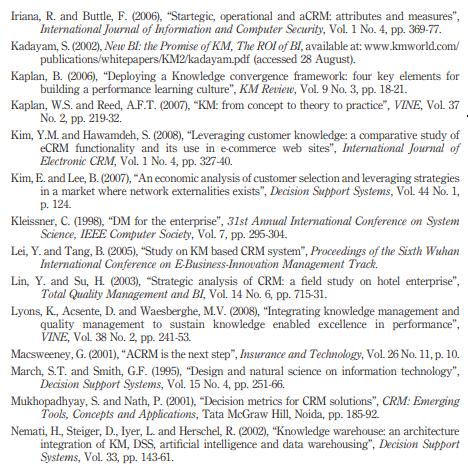 Iriana, R. and Buttle, F. (2006), “Startegic, operational and aCRM: attributes and measures”,
International Journal of Information and Computer Security, Vol. 1 No. 4, pp. 369-77.
Kadayam, S. (2002), New BI: the Promise of KM, The ROI of BI, available at: www.kmworld.com/
publications/whitepapers/KM2/kadayam.pdf (accessed 28 August).
Kaplan, B. (2006), “Deploying a Knowledge convergence framework: four key elements for
building a performance learning culture”, KM Review, Vol. 9 No. 3, pp. 18-21.
Kaplan, W.S. and Reed, A.F.T. (2007), “KM: from concept to theory to practice”, VINE, Vol. 37
No. 2, pp. 219-32.
Kim, Y.M. and Hawamdeh, S. (2008), “Leveraging customer knowledge: a comparative study of
eCRM functionality and its use in e-commerce web sites”, International Journal of
Electronic CRM, Vol. 1 No. 4, pp. 327-40.
Kim, E. and Lee, B. (2007), “An economic analysis of customer selection and leveraging strategies
in a market where network externalities exists”, Decision Support Systems, Vol. 44 No. 1,
p. 124.
Kleissner, C. (1998), “DM for the enterprise”, 31st Annual International Conference on System
Science, IEEE Computer Society, Vol. 7, pp. 295-304.
Lei, Y. and Tang, B. (2005), “Study on KM based CRM system”, Proceedings of the Sixth Wuhan
International Conference on E-Business-Innovation Management Track.
Lin, Y. and Su, H. (2003), “Strategic analysis of CRM: a field study on hotel enterprise”,
Total Quality Management and BI, Vol. 14 No. 6, pp. 715-31.
Lyons, K., Acsente, D. and Waesberghe, M.V. (2008), “Integrating knowledge management and
quality management to sustain knowledge enabled excellence in performance”,
VINE, Vol. 38 No. 2, pp. 241-53.
Macsweeney, G. (2001), “ACRM is the next step”, Insurance and Technology, Vol. 26 No. 11, p. 10.
March, S.T. and Smith, G.F. (1995), “Design and natural science on information technology”,
Decision Support Systems, Vol. 15 No. 4, pp. 251-66.
Mukhopadhyay, S. and Nath, P. (2001), “Decision metrics for CRM solutions”, CRM: Emerging
Tools, Concepts and Applications, Tata McGraw Hill, Noida, pp. 185-92.
Nemati, H., Steiger, D., Iyer, L. and Herschel, R. (2002), “Knowledge warehouse: an architecture
integration of KM, DSS, artificial intelligence and data warehousing”, Decision Support
Systems, Vol. 33, pp. 143-61.